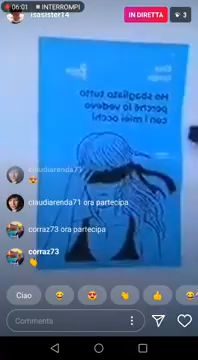 06:01
INTERROMPI
isasister14
IN DIRETTA
3
Ho sbagliato tutto
perché io vedevo
con i miei occhi
claudiarenda71
😍
claudiarenda71 ora partecipa
corraz73 ora partecipa
corraz73
👏
Ciao
😂
😍
👏
👍
😂
Commenta